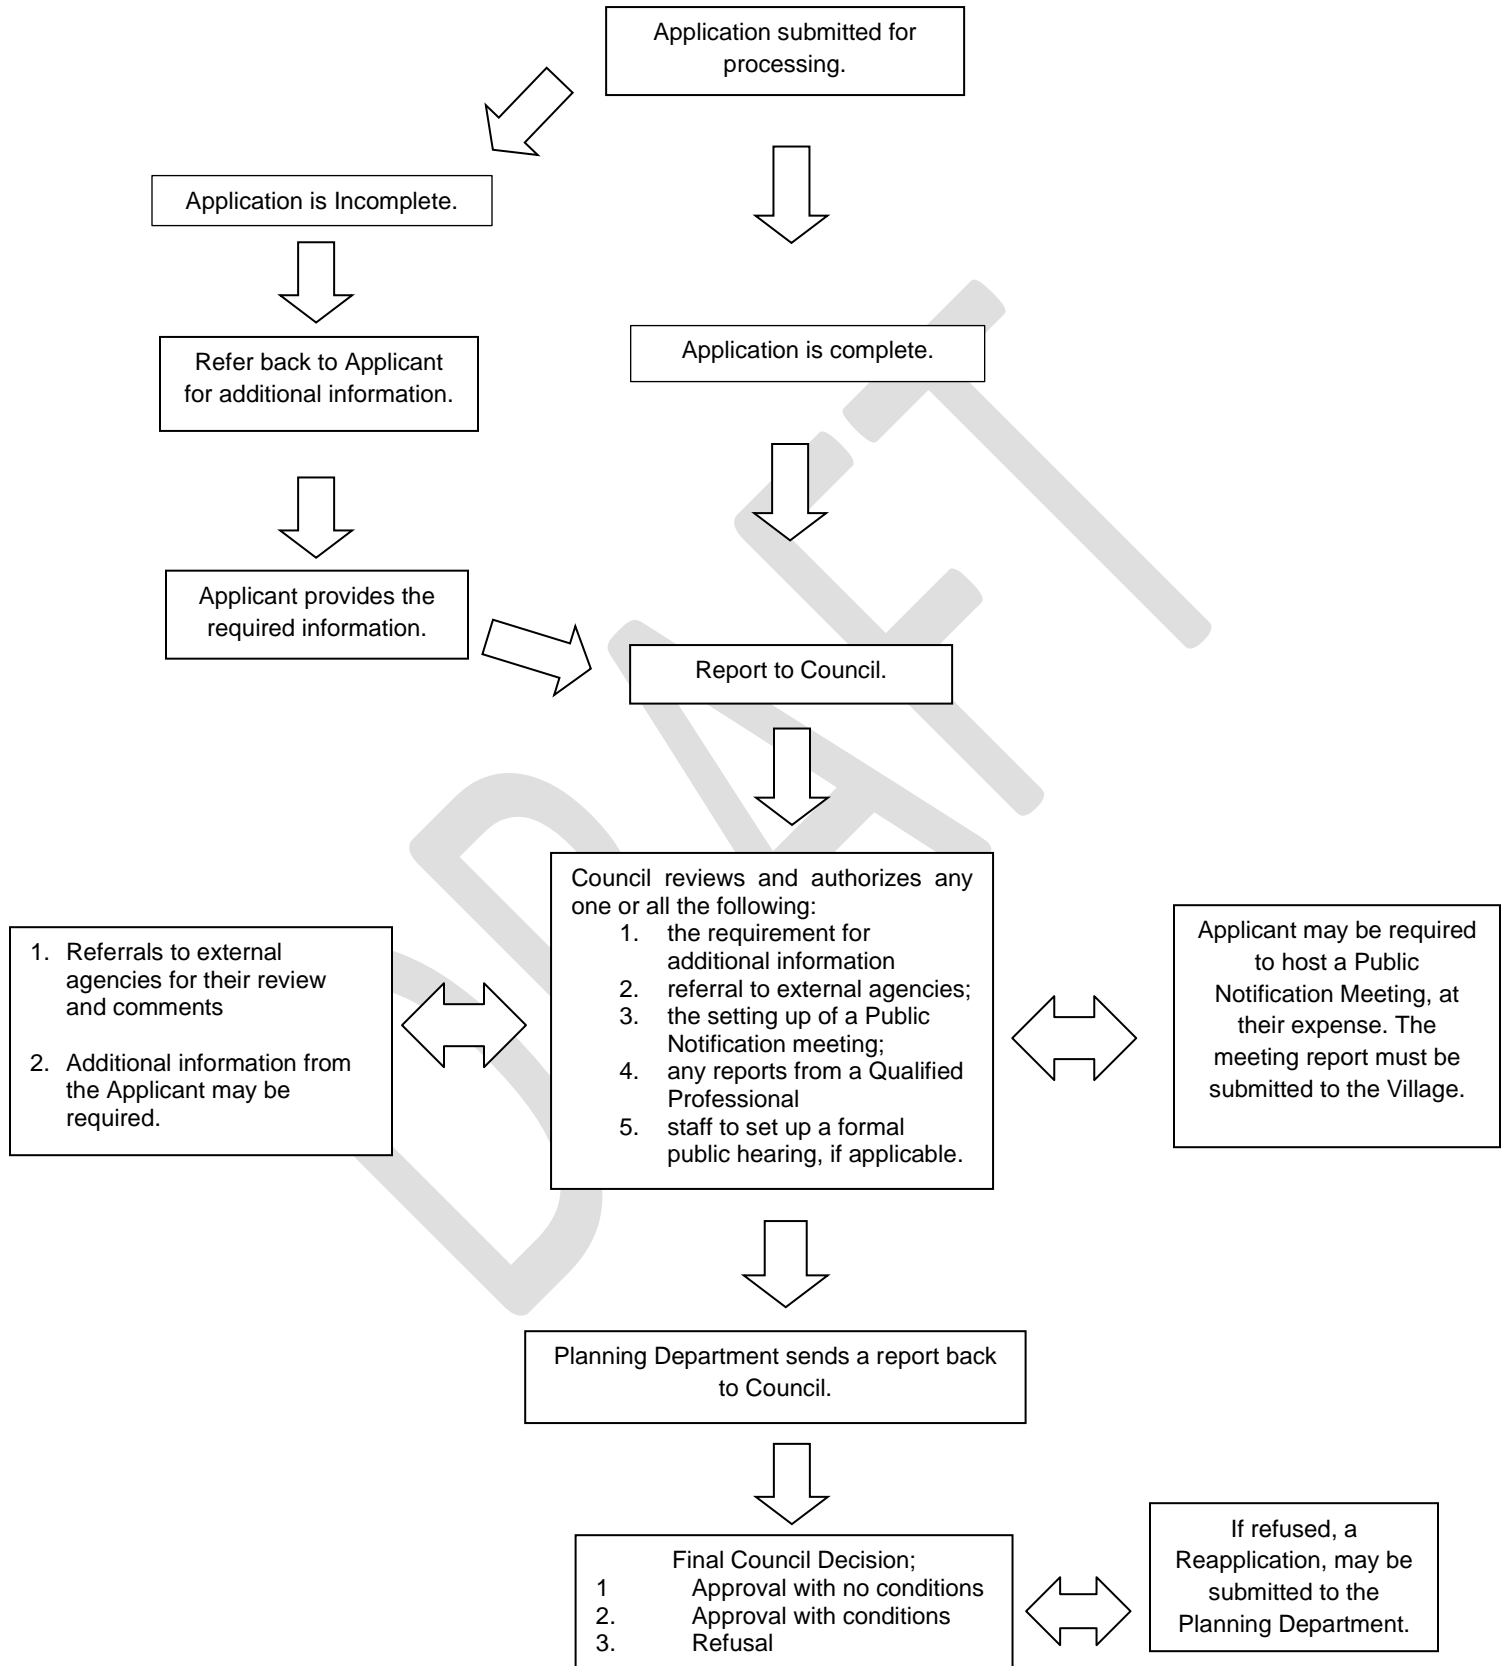 Application submitted for
processing.
Application is Incomplete.
Refer back to Applicant
for additional information.
Application is complete.
Applicant provides the
required information.
Report to Council.
Council reviews and authorizes any
one or all the following:
1. the requirement for
additional information
2. referral to external agencies;
3. the setting up of a Public
Notification meeting;
4. any reports from a Qualified
Professional
5. staff to set up a formal
public hearing, if applicable.
1. Referrals to external
agencies for their review
and comments
2. Additional information from
the Applicant may be
required.
Applicant may be required
to host a Public
Notification Meeting, at
their expense. The
meeting report must be
submitted to the Village.
Planning Department sends a report back
to Council.
Final Council Decision;
1 Approval with no conditions
2. Approval with conditions
3. Refusal
If refused, a
Reapplication, may be
submitted to the
Planning Department.
DRAFT